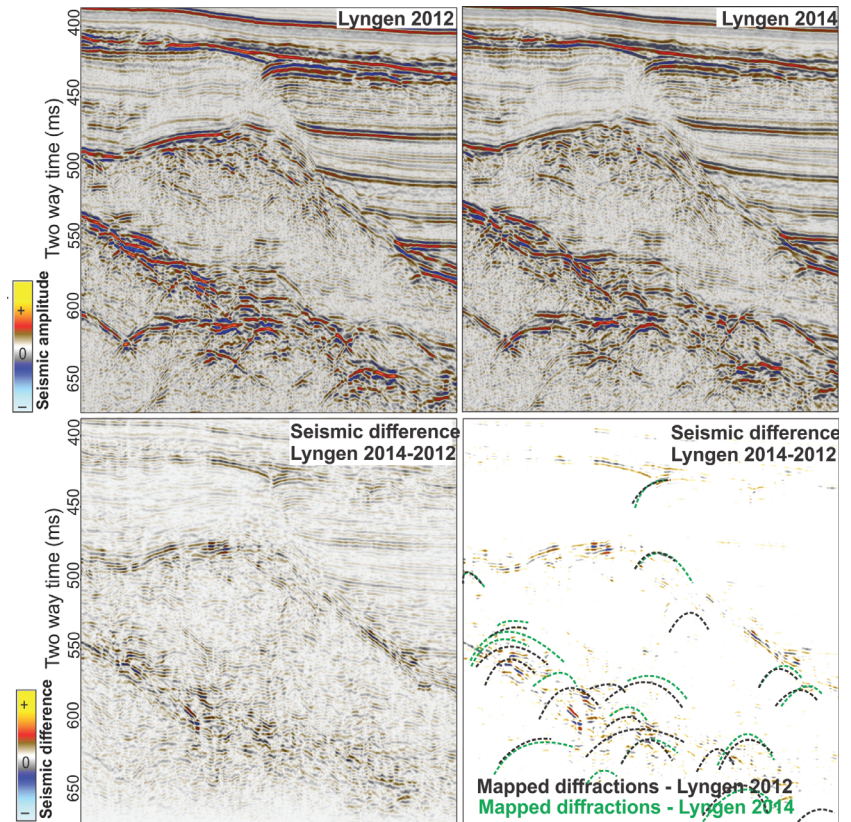 Lyngen 2012
Lyngen 2014
400
450
500
550
600
650
Two way time (ms)
+
0
–
Seismic amplitude
Seismic difference
Lyngen 2014-2012
Seismic difference
Lyngen 2014-2012
400
450
500
550
600
650
Two way time (ms)
+
0
–
Seismic difference
Mapped diffractions - Lyngen 2012
Mapped diffractions - Lyngen 2014